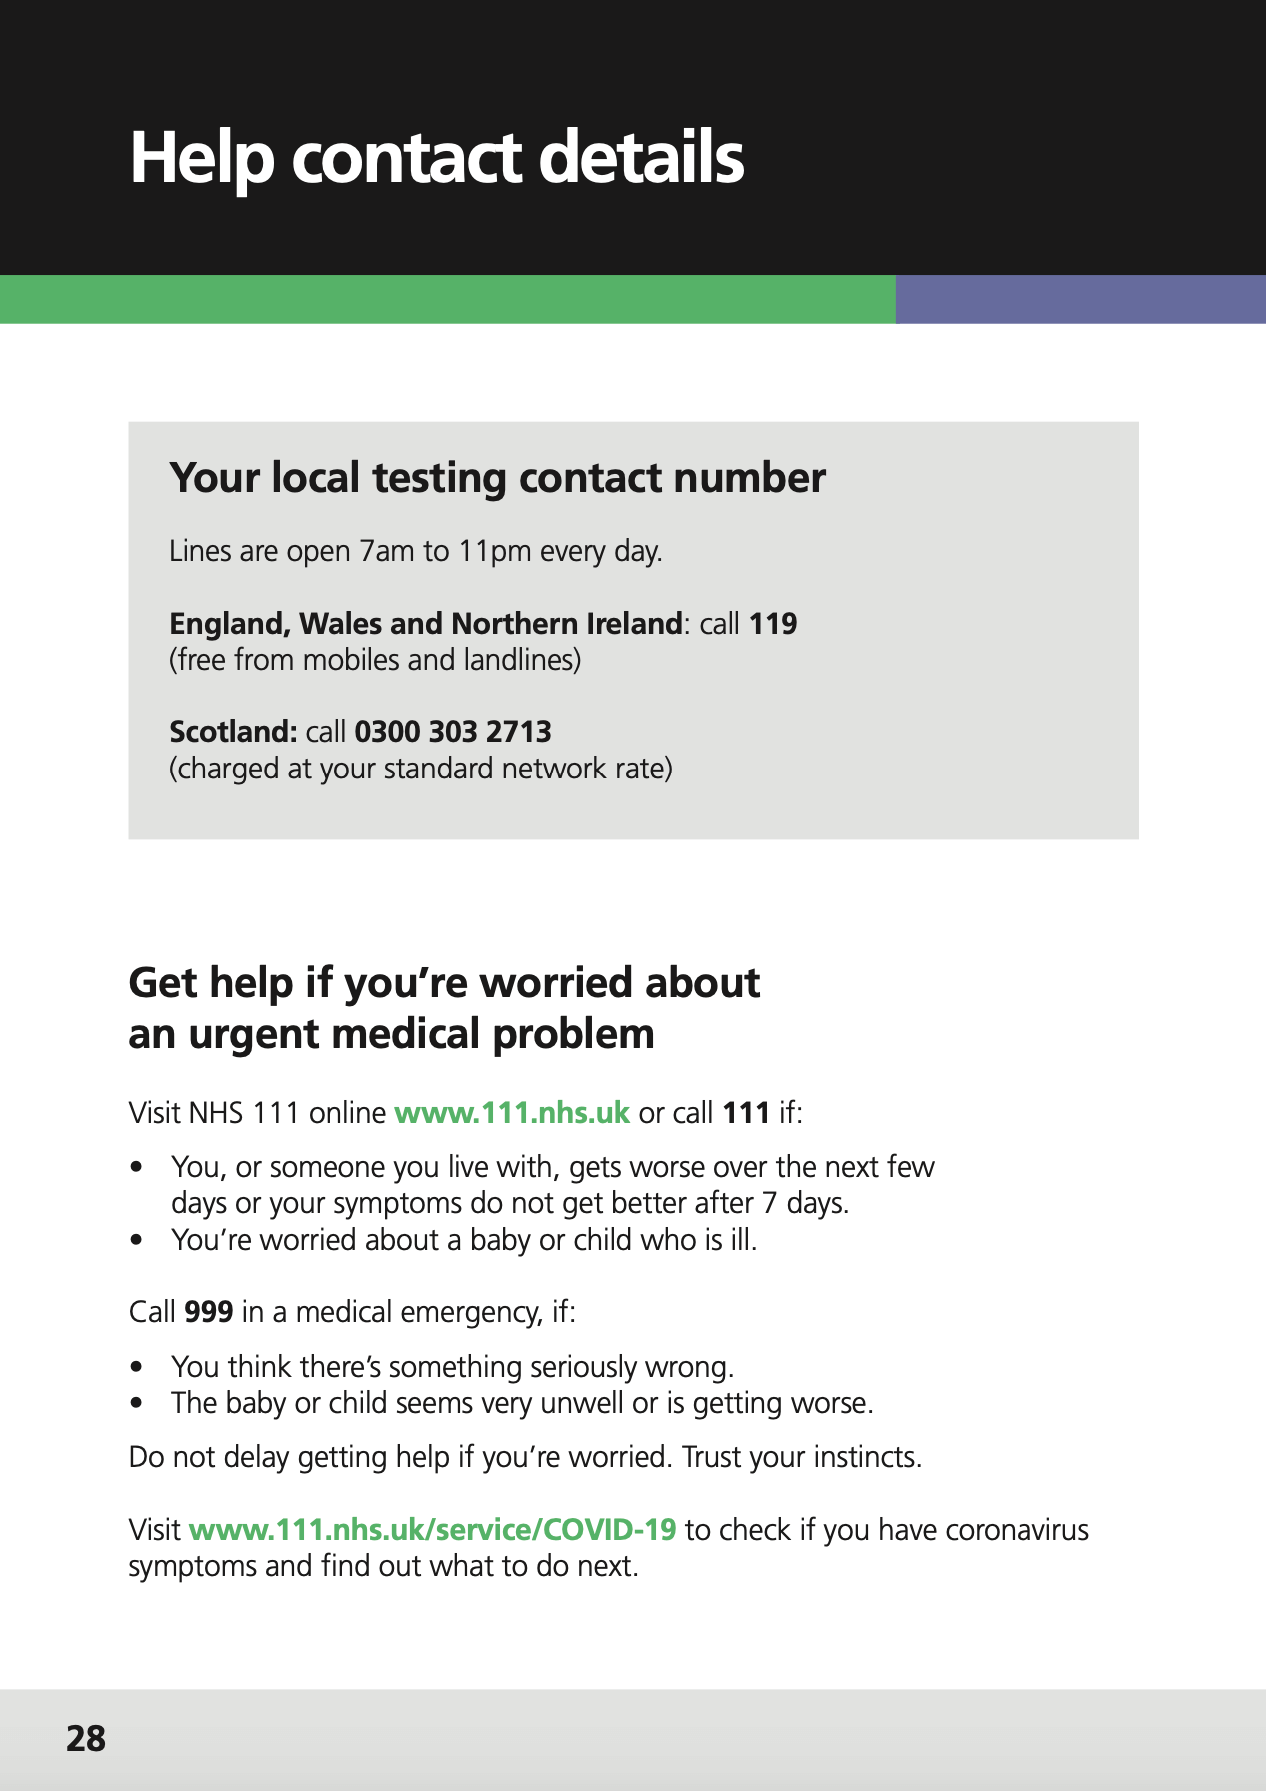 Help contact details
Your local testing contact number
Lines are open 7am to 11pm every day.
England, Wales and Northern Ireland: call 119
(free from mobiles and landlines)
Scotland: call 0300 303 2713
(charged at your standard network rate)
Get help if you’re worried about
an urgent medical problem
Visit NHS 111 online www.111.nhs.uk or call 111 if:
• You, or someone you live with, gets worse over the next few
days or your symptoms do not get better after 7 days.
• You’re worried about a baby or child who is ill.
Call 999 in a medical emergency, if:
• You think there’s something seriously wrong.
• The baby or child seems very unwell or is getting worse.
Do not delay getting help if you’re worried. Trust your instincts.
Visit www.111.nhs.uk/service/COVID-19 to check if you have coronavirus
symptoms and find out what to do next.
28